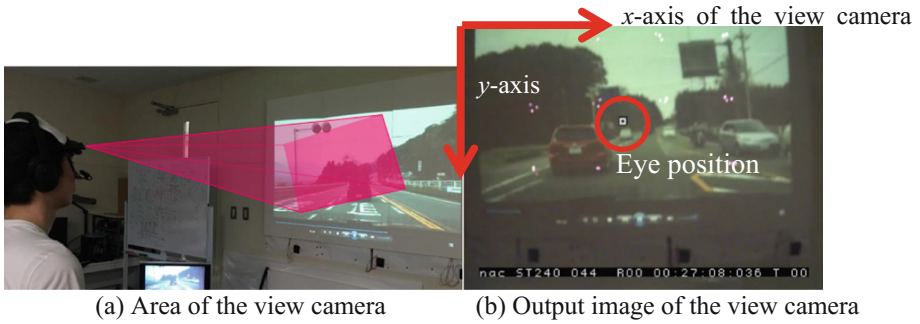 x-axis of the view camera
y-axis
Eye position
nac ST240 044 R00 00:27:08:036 T 00
(a) Area of the view camera
(b) Output image of the view camera